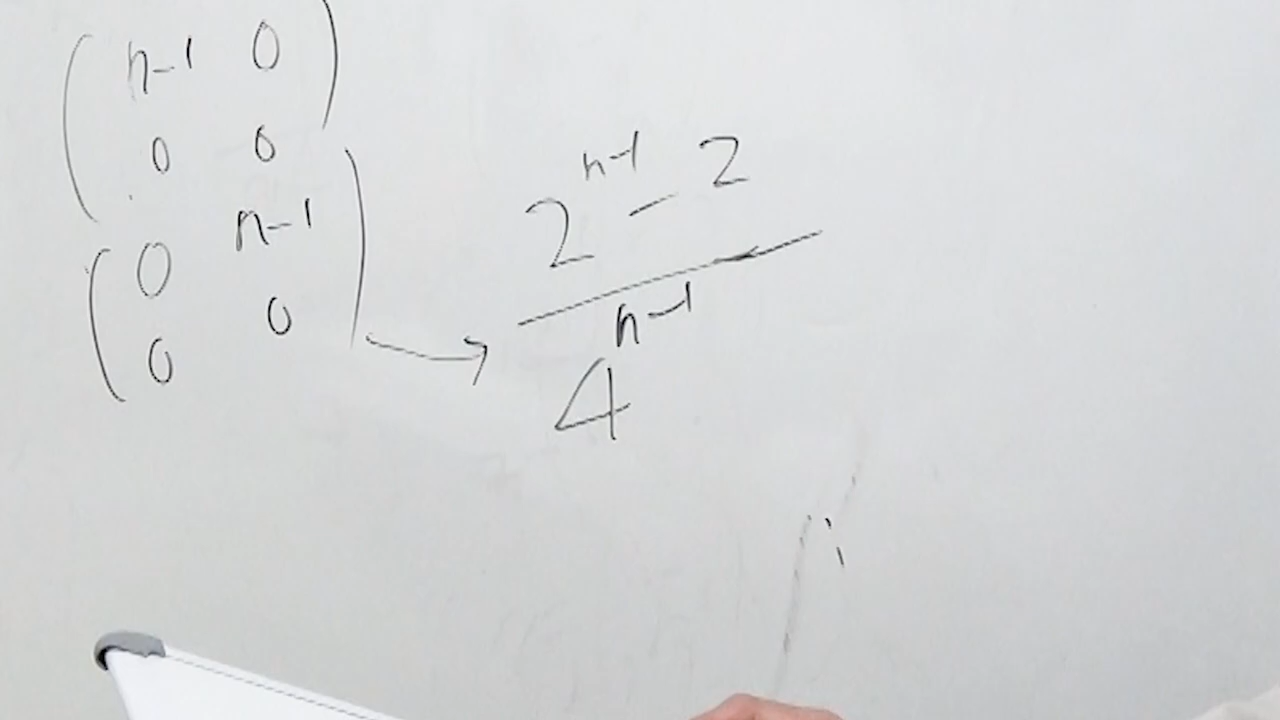 n-1 0
0 0
0 n-1
0 0
2^{n-1} - 2
4^{n-1}